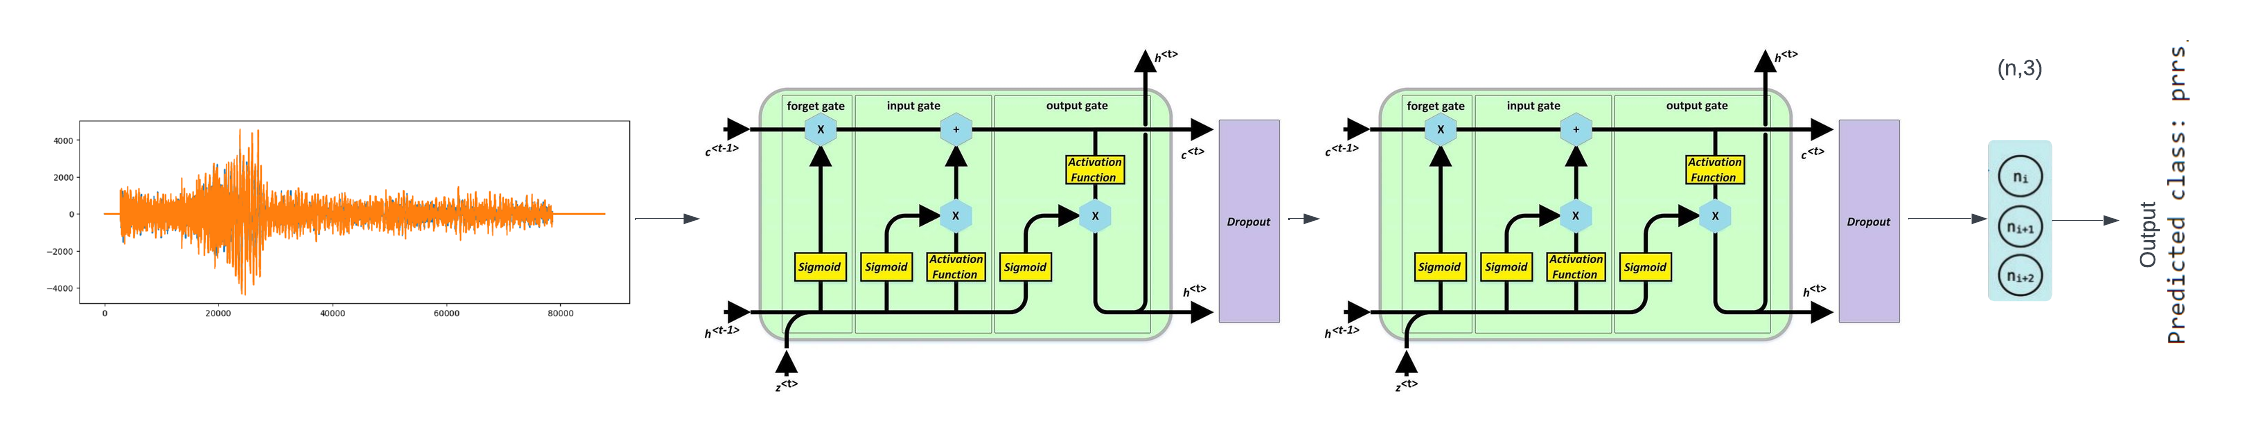 4000
2000
0
−2000
−4000
0
20000
40000
60000
80000
forget gate
input gate
output gate
X
+
Activation
Function
X
X
Sigmoid
Sigmoid
Activation
Function
Sigmoid
c<t-1>
h<t-1>
z<t>
h<t>
c<t>
h<t>
Dropout
forget gate
input gate
output gate
X
+
Activation
Function
X
X
Sigmoid
Sigmoid
Activation
Function
Sigmoid
c<t-1>
h<t-1>
z<t>
h<t>
c<t>
h<t>
Dropout
(n,3)
ni
ni+1
ni+2
Output
Predicted class: prrs.